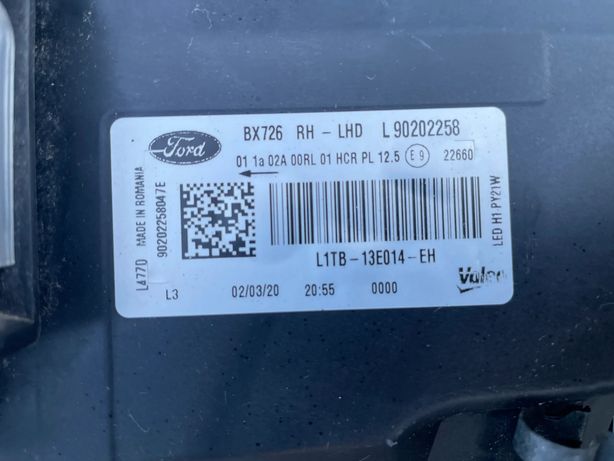 Ford
BX726 RH - LHD L 90202258
01 1a 02A 00RL 01 HCR PL 12.5 E9 22660
L477D MADE IN ROMANIA
90202258047E
LED H1 PY21W
L1TB-13E014-EH
L3 02/03/20 20:55 0000
Valeo